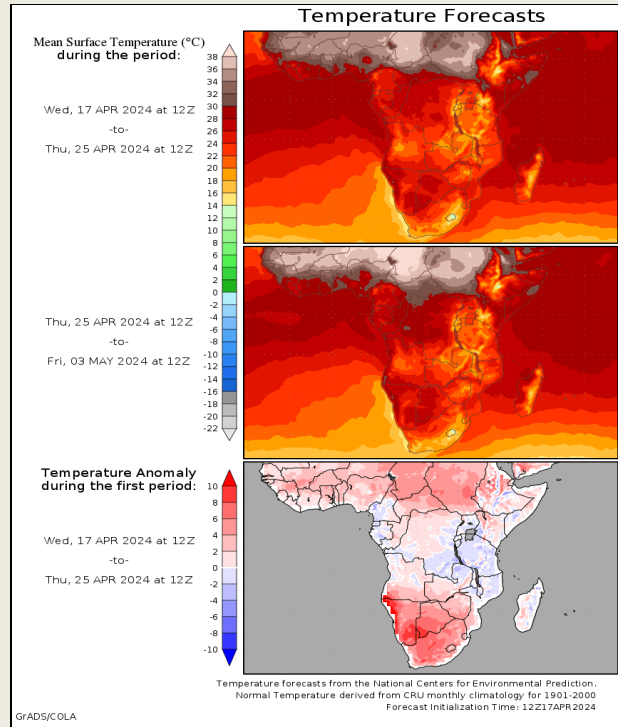 Temperature Forecasts
Mean Surface Temperature (°C)
during the period:
38
36
34
32
30
28
26
24
22
20
18
16
14
12
10
8
6
4
2
0
-2
-4
-6
-8
-10
-12
-14
-16
-18
-20
-22
Wed, 17 APR 2024 at 12Z
-to-
Thu, 25 APR 2024 at 12Z
Thu, 25 APR 2024 at 12Z
-to-
Fri, 03 MAY 2024 at 12Z
Temperature Anomaly
during the first period:
10
8
6
4
2
0
-2
-4
-6
-8
-10
Wed, 17 APR 2024 at 12Z
-to-
Thu, 25 APR 2024 at 12Z
Temperature forecasts from the National Centers for Environmental Prediction.
Normal Temperature derived from CRU monthly climatology for 1901-2000
Forecast Initialization Time: 12Z17APR2024
GrADS/COLA